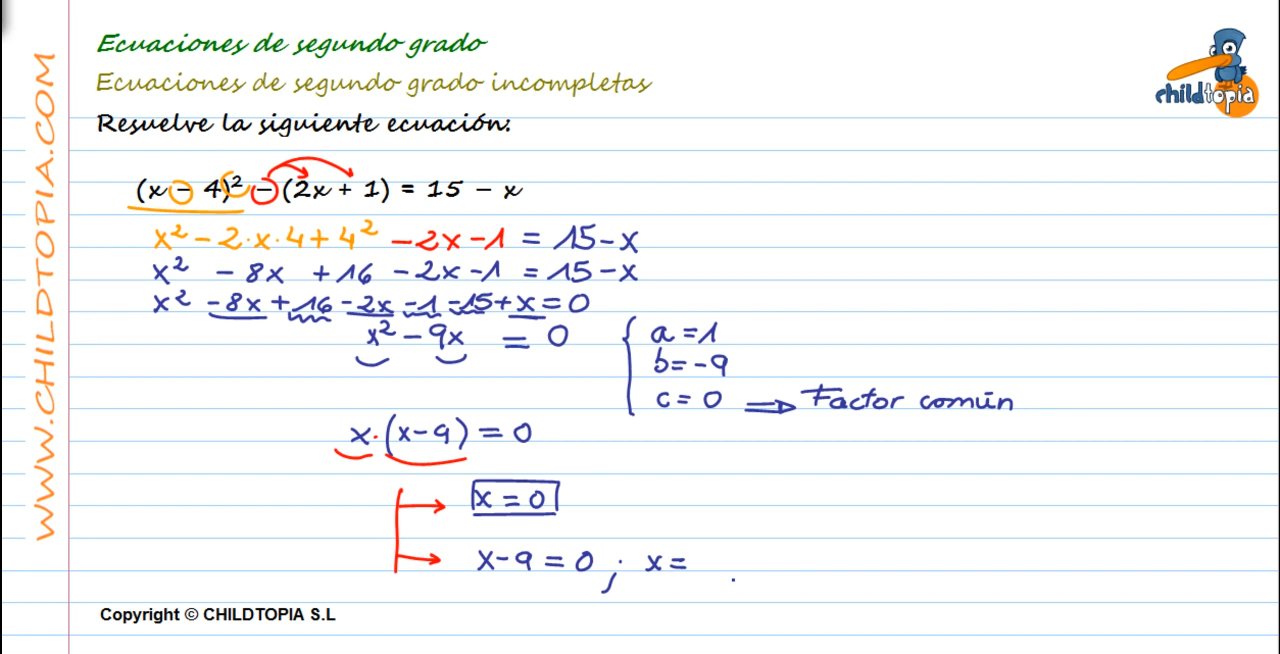 WWW.CHILDTOPIA.COM
Ecuaciones de segundo grado
childtopia
Ecuaciones de segundo grado incompletas
Resuelve la siguiente ecuación:
(x - 4)² - (2x + 1) = 15 - x
x² - 2·x·4 + 4² - 2x - 1 = 15 - x
x² - 8x + 16 - 2x - 1 = 15 - x
x² - 8x + 16 - 2x - 1 - 15 + x = 0
x² - 9x = 0 { a = 1
b = -9
c = 0 ⇒ Factor común
x·(x - 9) = 0
x = 0
x - 9 = 0 ; x =
Copyright © CHILDTOPIA S.L